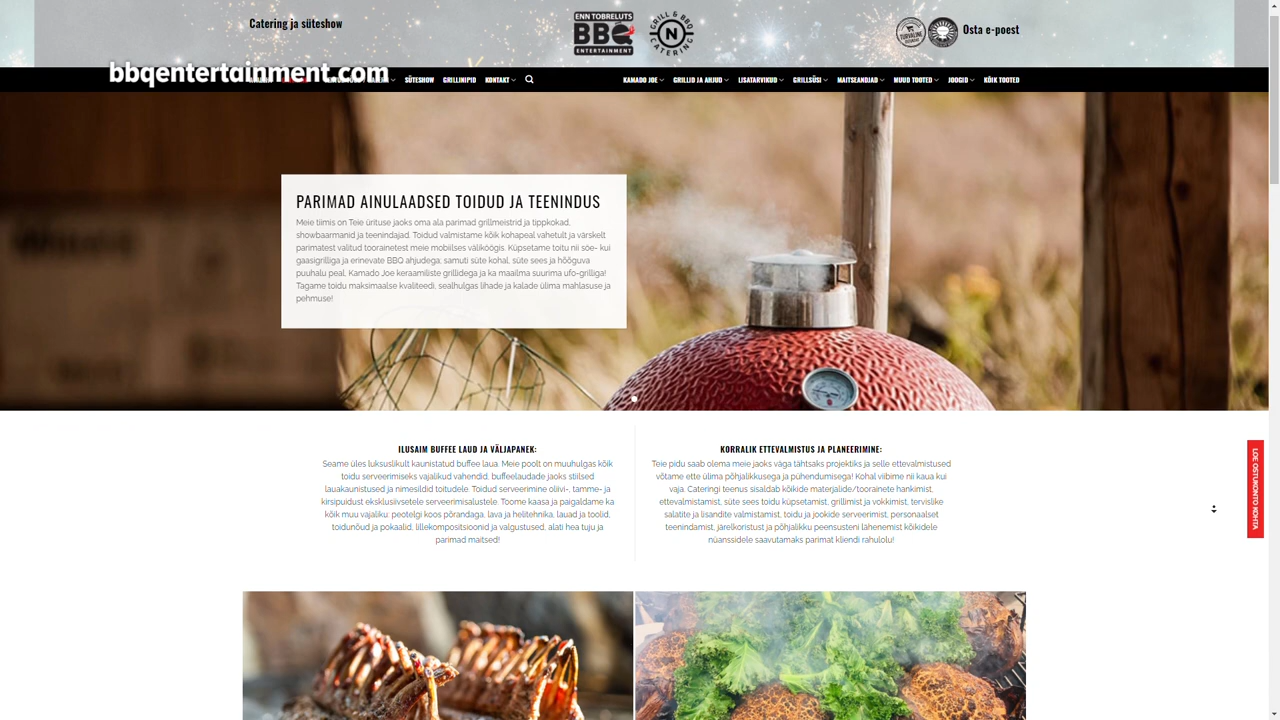 Catering ja süteshow
ENN TOBRELUTS
BBQ
ENTERTAINMENT
GRILL & BBQ
N
CATERING
TURVALINE
Osta e-poest
bbqentertainment.com
SÜTESHOW GRILLINIPID KONTAKT
KAMADO JOE GRILLID JA AHJUD LISATARVIKUD GRILLSÜSI MAITSEANDJAD MUUD TOOTED JOOGID KÕIK TOOTED
PARIMAD AINULAADSED TOIDUD JA TEENINDUS
Meie tiimis on Teie ürituse jaoks oma ala parimad grillmeistrid ja tippkokad,
showbaarmanid ja teenindajad. Toidud valmistame kõik kohapeal vahetult ja värskelt
parimatest valitud toorainetest meie mobiilses väliköögis. Küpsetame toitu nii söe- kui
gaasigrilliga ja erinevate BBQ ahjudega; samuti süte kohal, süte sees ja hõõguva
puuhalu peal, Kamado Joe keraamiliste grillidega ja ka maailma suurima ufo-grilliga!
Tagame toidu maksimaalse kvaliteedi, sealhulgas lihade ja kalade ülima mahlasuse ja
pehmuse!
ILUSAIM BUFFEE LAUD JA VÄLJAPANEK:
Seame üles luksuslikult kaunistatud buffee laua. Meie poolt on muuhulgas kõik
toidu serveerimiseks vajalikud vahendid, buffeelaudade jaoks stiilsed
lauakaunistused ja nimesildid toitudele. Toidud serveerime oliivi-, tamme- ja
kirsipuidust eksklusiivsetele serveerimisalustele. Toome kaasa ja paigaldame ka
kõik muu vajaliku: peotelgi koos põrandaga, lava ja helitehnika, lauad ja toolid,
toidunõud ja pokaalid, lillekompositsioonid ja valgustused, alati hea tuju ja
parimad maitsed!
KORRALIK ETTEVALMISTUS JA PLANEERIMINE:
Teie pidu saab olema meie jaoks väga tähtsaks projektiks ja selle ettevalmistused
võtame ette ülima põhjalikkusega ja pühendumisega! Kohal viibime nii kaua kui
vaja. Cateringi teenus sisaldab kõikide materjalide/toorainete hankimist,
ettevalmistamist, süte sees toidu küpsetamist, grillimist ja vokkimist, tervislike
salatite ja lisandite valmistamist, toidu ja jookide serveerimist, personaalset
teenindamist, järelkoristust ja põhjalikku peensusteni lähenemist kõikidele
nüanssidele saavutamaks parimat kliendi rahulolu!
LOE OSTUKONTO KOHTA